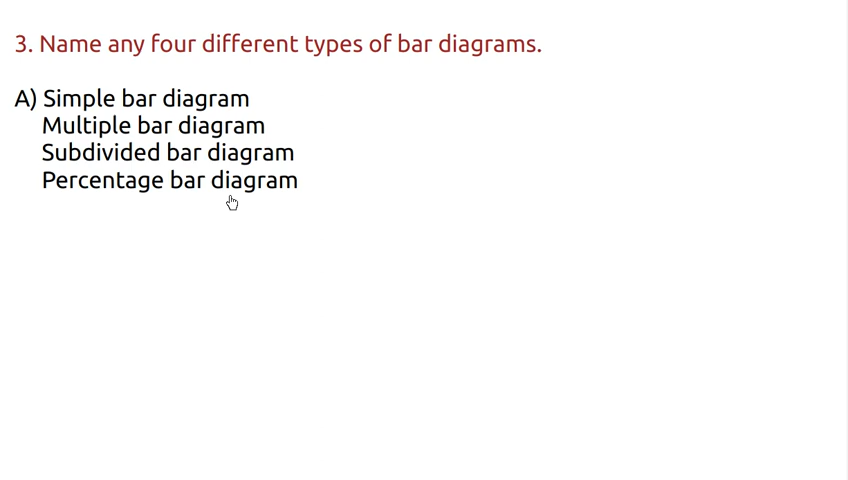 3. Name any four different types of bar diagrams.
A) Simple bar diagram
Multiple bar diagram
Subdivided bar diagram
Percentage bar diagram